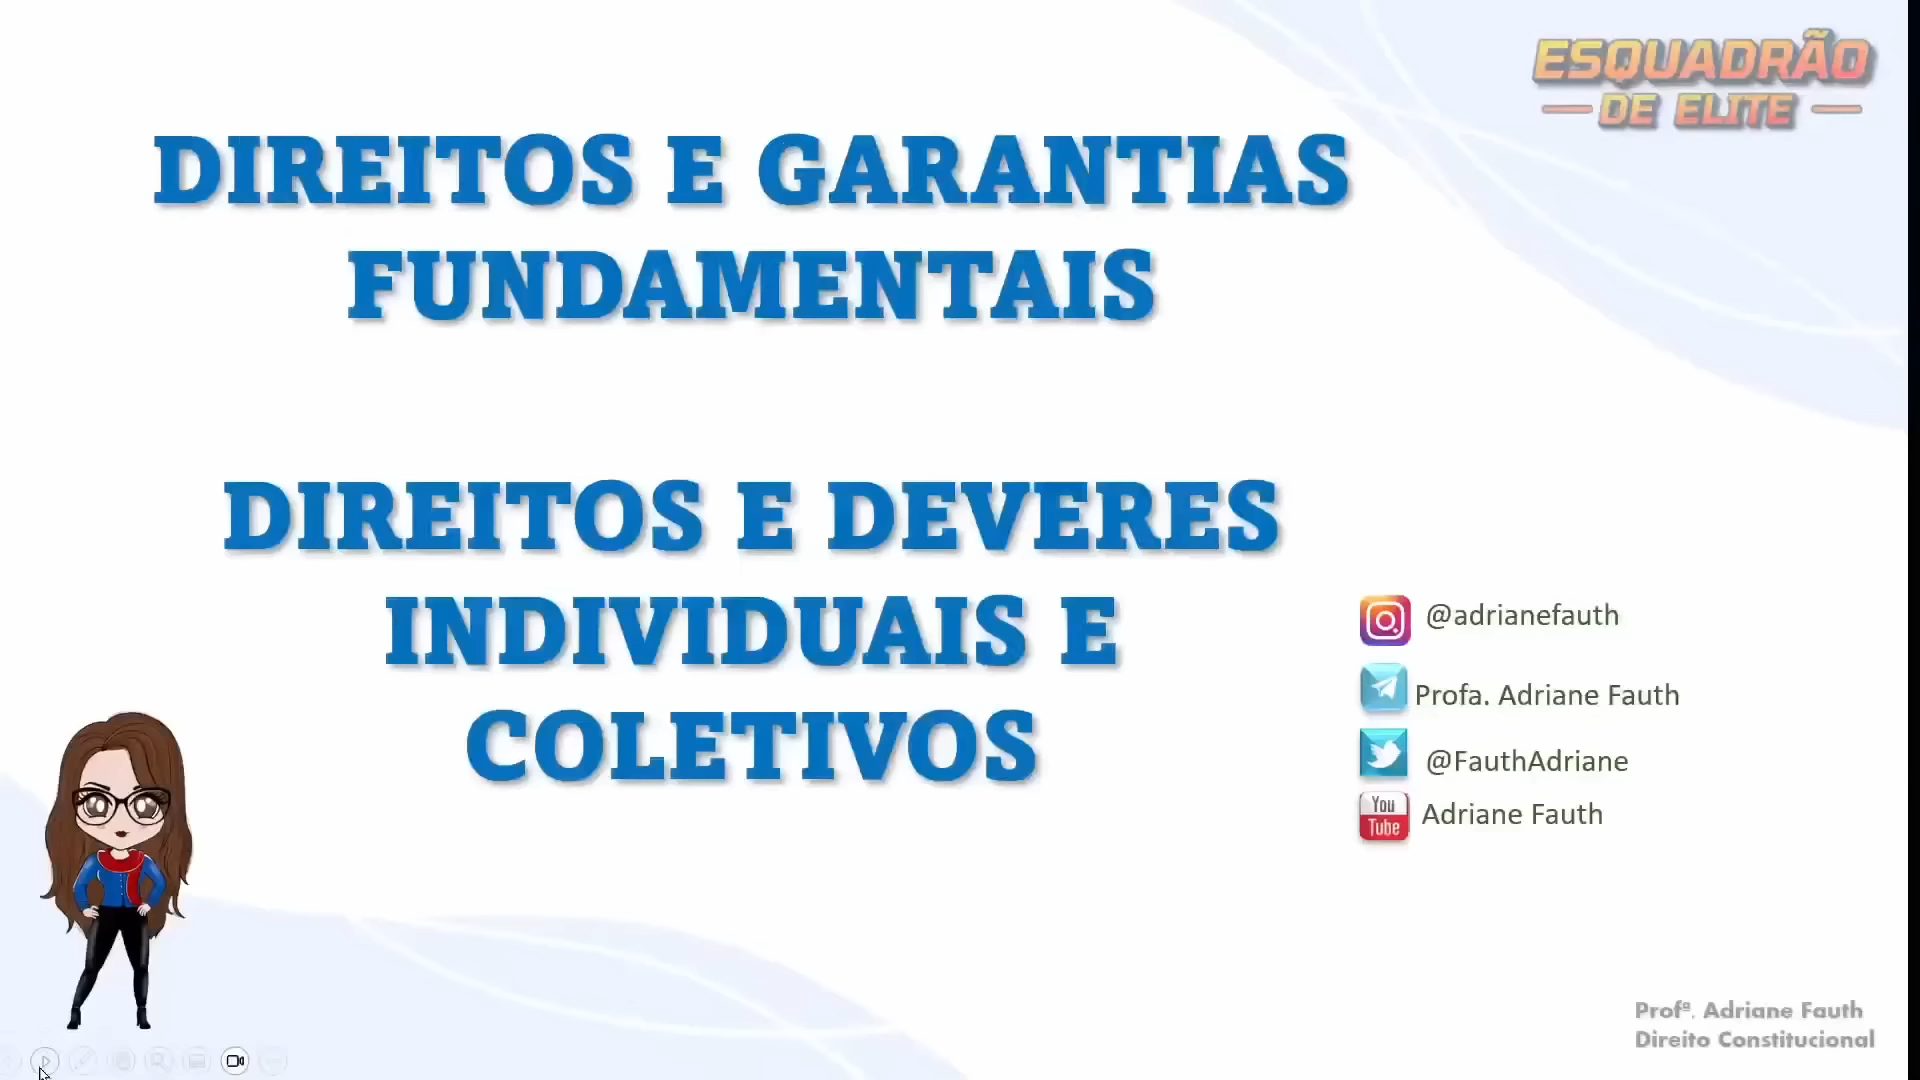 ESQUADRÃO
DE ELITE
DIREITOS E GARANTIAS
FUNDAMENTAIS
DIREITOS E DEVERES
INDIVIDUAIS E
COLETIVOS
@adrianefauth
Profa. Adriane Fauth
@FauthAdriane
You
Tube
Adriane Fauth
Profª. Adriane Fauth
Direito Constitucional